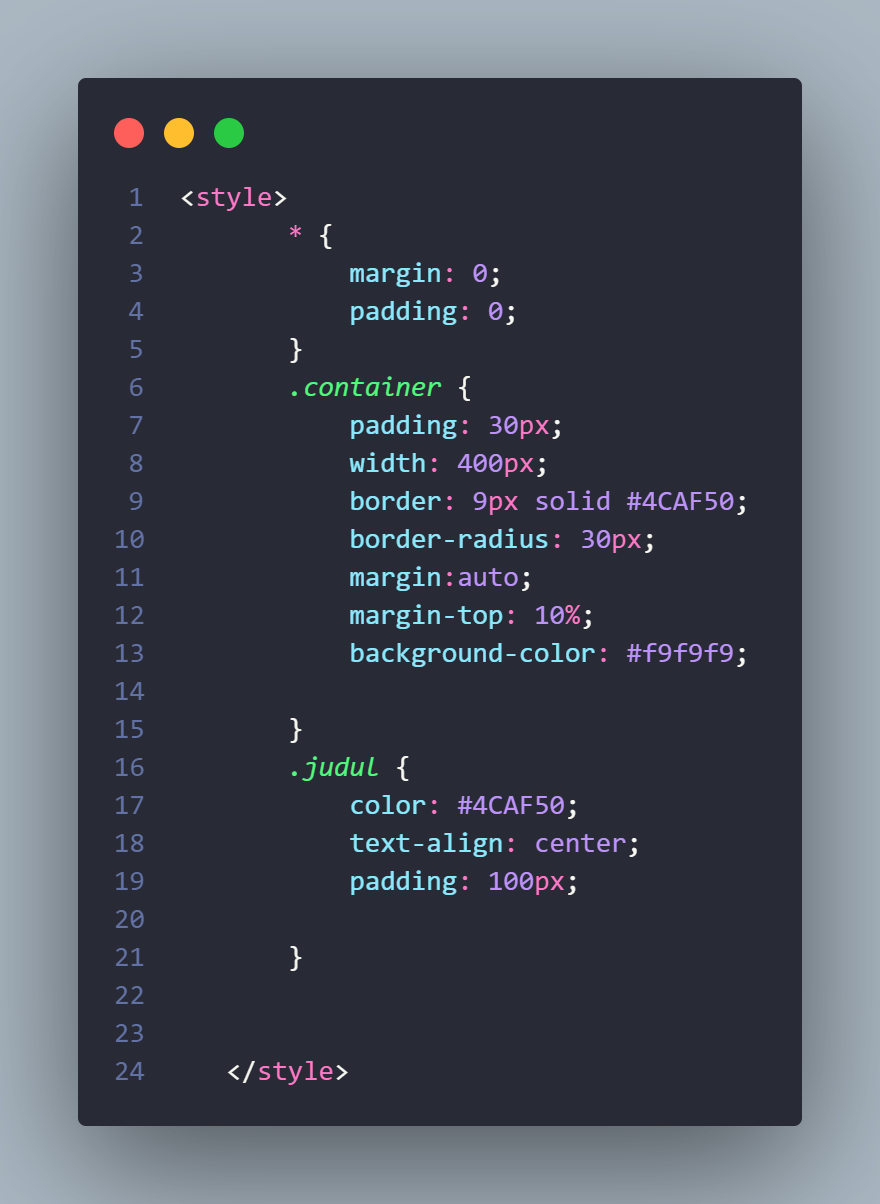 1 <style>
2 * {
3 margin: 0;
4 padding: 0;
5 }
6 .container {
7 padding: 30px;
8 width: 400px;
9 border: 9px solid #4CAF50;
10 border-radius: 30px;
11 margin:auto;
12 margin-top: 10%;
13 background-color: #f9f9f9;
14
15 }
16 .judul {
17 color: #4CAF50;
18 text-align: center;
19 padding: 100px;
20
21 }
22
23
24 </style>